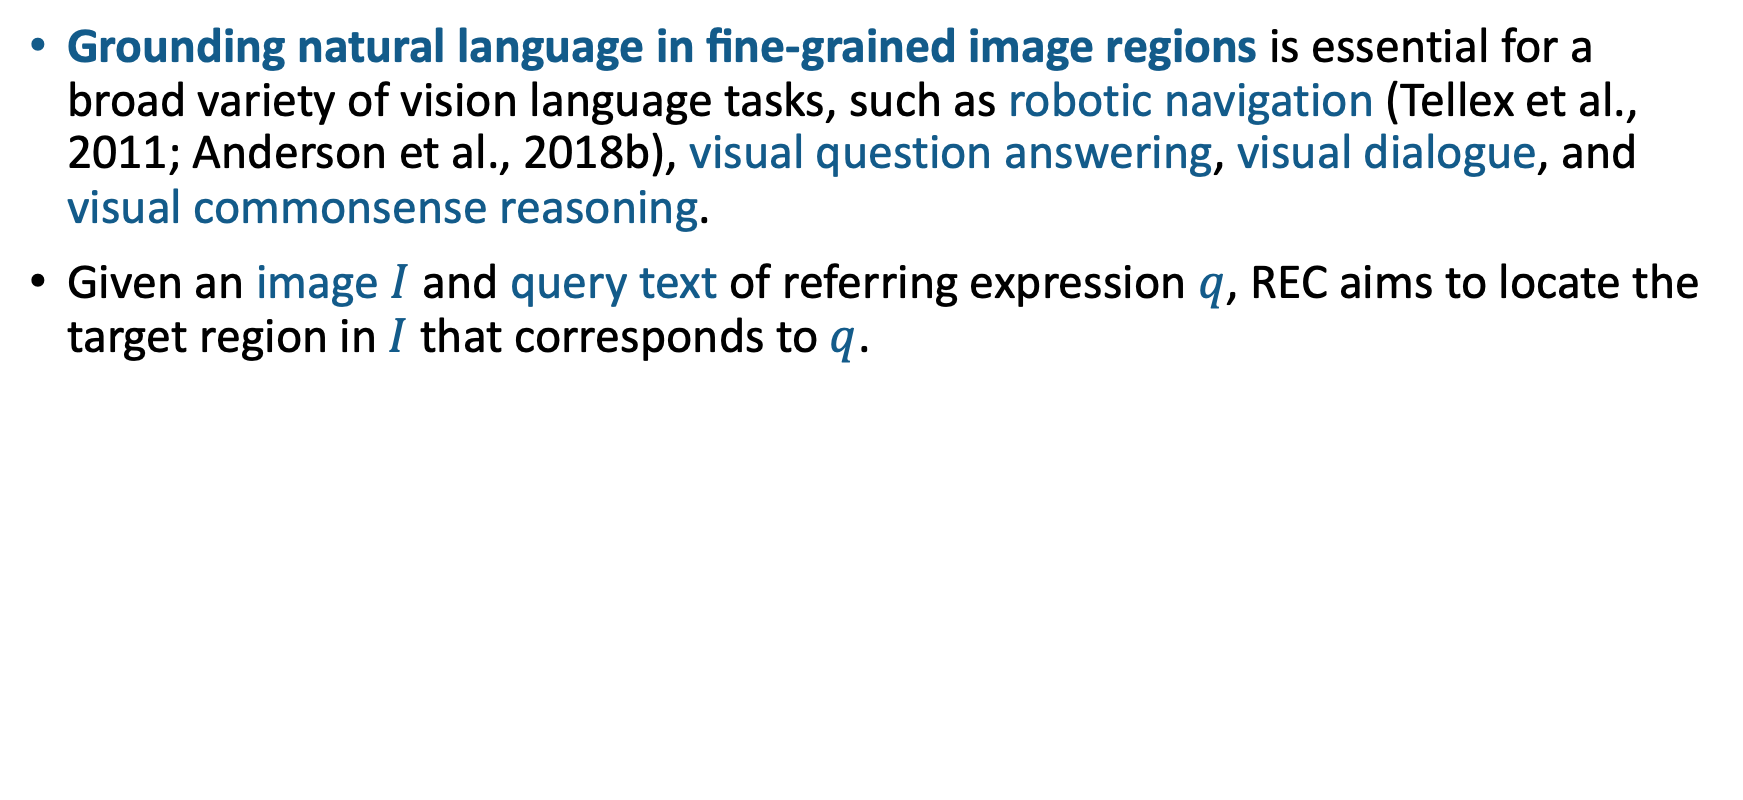 • Grounding natural language in fine-grained image regions is essential for a
broad variety of vision language tasks, such as robotic navigation (Tellex et al.,
2011; Anderson et al., 2018b), visual question answering, visual dialogue, and
visual commonsense reasoning.
• Given an image I and query text of referring expression q, REC aims to locate the
target region in I that corresponds to q.